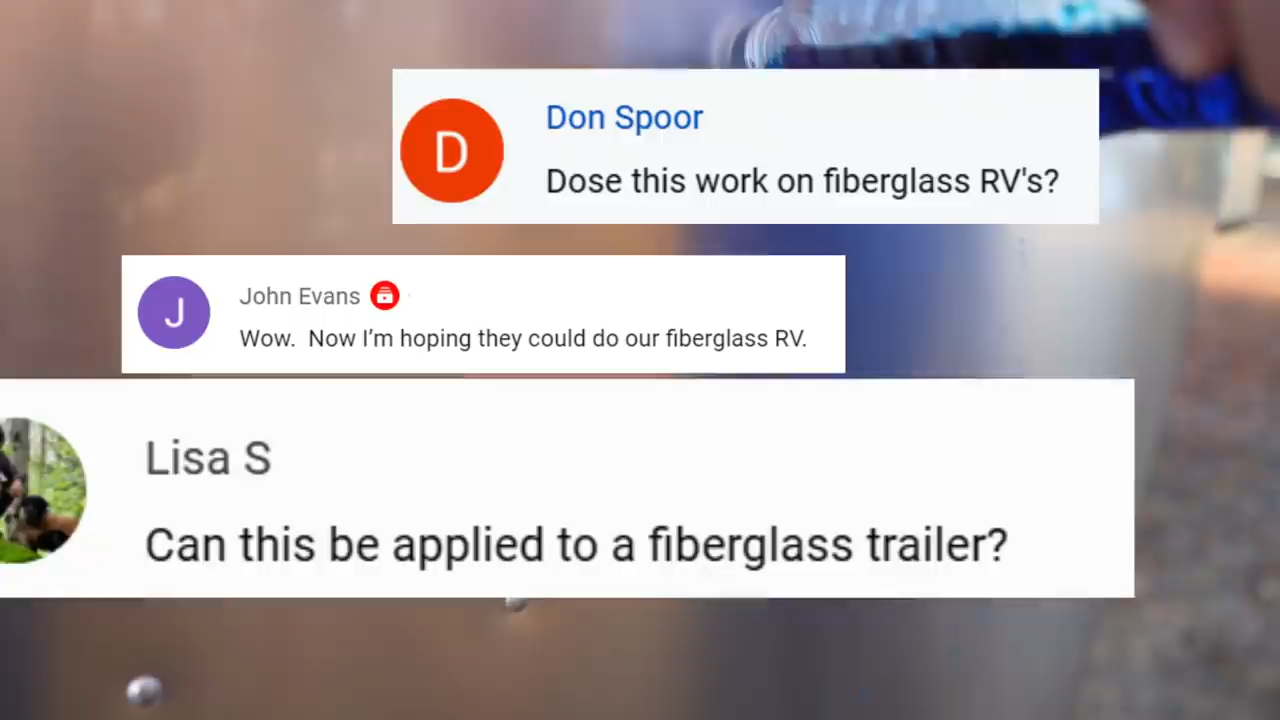 D
Don Spoor
Dose this work on fiberglass RV's?
J
John Evans
Wow.  Now I’m hoping they could do our fiberglass RV.
Lisa S
Can this be applied to a fiberglass trailer?